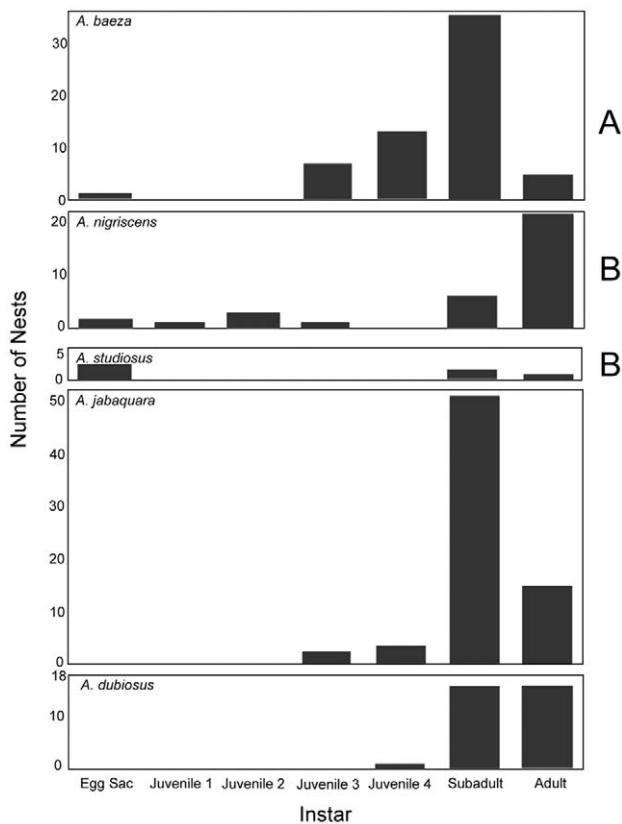 A. baeza
30
20
10
0
A
A. nigriscens
20
10
0
B
A. studiosus
5
0
B
A. jabaquara
50
40
30
20
10
0
A. dubiosus
18
10
0
Number of Nests
Egg Sac Juvenile 1 Juvenile 2 Juvenile 3 Juvenile 4 Subadult Adult
Instar